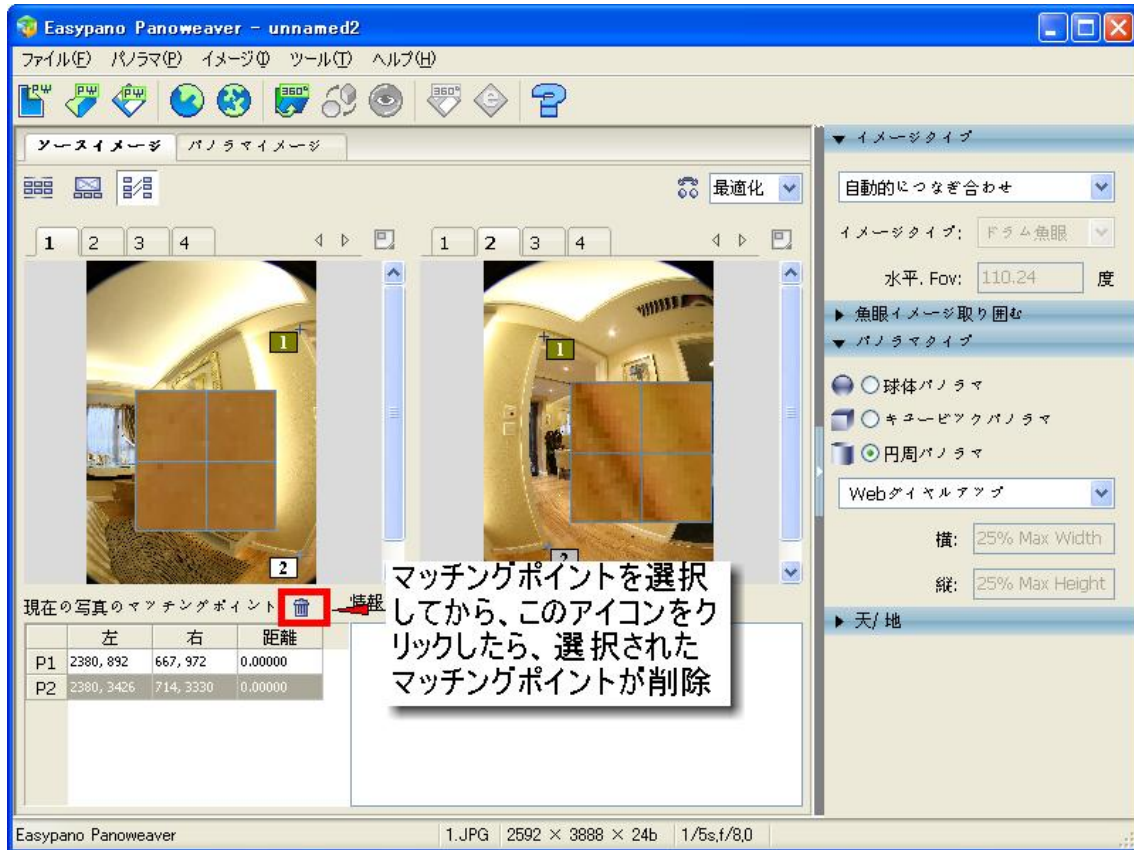 Easypano Panoweaver - unnamed2
ファイル(F) パノラマ(P) イメージ(I) ツール(T) ヘルプ(H)
PW PW PW 360° 360° e ?
ソースイメージ パノラマイメージ
最適化
1 2 3 4
1 2 3 4
1
1
2
2
現在の写真のマッチングポイント
情報
左 右 距離
P1 2380, 892 667, 972 0.00000
P2 2380, 3426 714, 3330 0.00000
マッチングポイントを選択
してから、このアイコンをク
リックしたら、選択された
マッチングポイントが削除
イメージタイプ
自動的につなぎ合わせ
イメージタイプ: ドラム魚眼
水平. Fov: 110.24 度
魚眼イメージ取り囲む
パノラマタイプ
球体パノラマ
キュービックパノラマ
円周パノラマ
Webダイヤルアップ
横: 25% Max Width
縦: 25% Max Height
天/地
Easypano Panoweaver 1.JPG 2592 × 3888 × 24b 1/5s,f/8,0